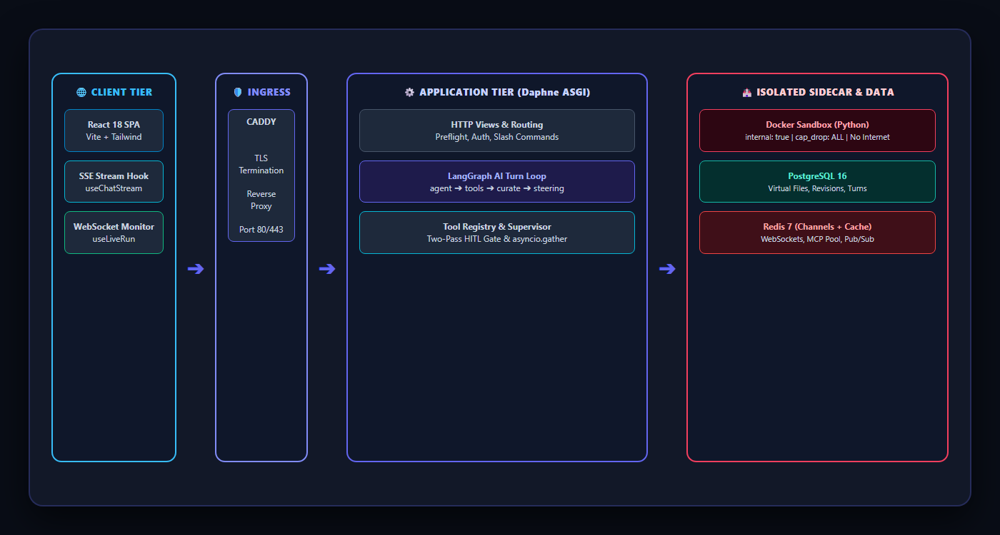 🌐 CLIENT TIER
React 18 SPA
Vite + Tailwind
SSE Stream Hook
useChatStream
WebSocket Monitor
useLiveRun
➔
🛡️ INGRESS
CADDY
TLS
Termination
Reverse
Proxy
Port 80/443
➔
⚙️ APPLICATION TIER (Daphne ASGI)
HTTP Views & Routing
Preflight, Auth, Slash Commands
LangGraph AI Turn Loop
agent ➔ tools ➔ curate ➔ steering
Tool Registry & Supervisor
Two-Pass HITL Gate & asyncio.gather
➔
🏰 ISOLATED SIDECAR & DATA
Docker Sandbox (Python)
internal: true | cap_drop: ALL | No Internet
PostgreSQL 16
Virtual Files, Revisions, Turns
Redis 7 (Channels + Cache)
WebSockets, MCP Pool, Pub/Sub